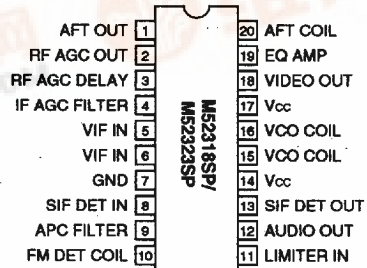 AFT OUT 1 20 AFT COIL
RF AGC OUT 2 19 EQ AMP
RF AGC DELAY 3 18 VIDEO OUT
IF AGC FILTER 4 17 Vcc
VIF IN 5 16 VCO COIL
VIF IN 6 15 VCO COIL
GND 7 14 Vcc
SIF DET IN 8 13 SIF DET OUT
APC FILTER 9 12 AUDIO OUT
FM DET COIL 10 11 LIMITER IN
M52318SP/
M52323SP